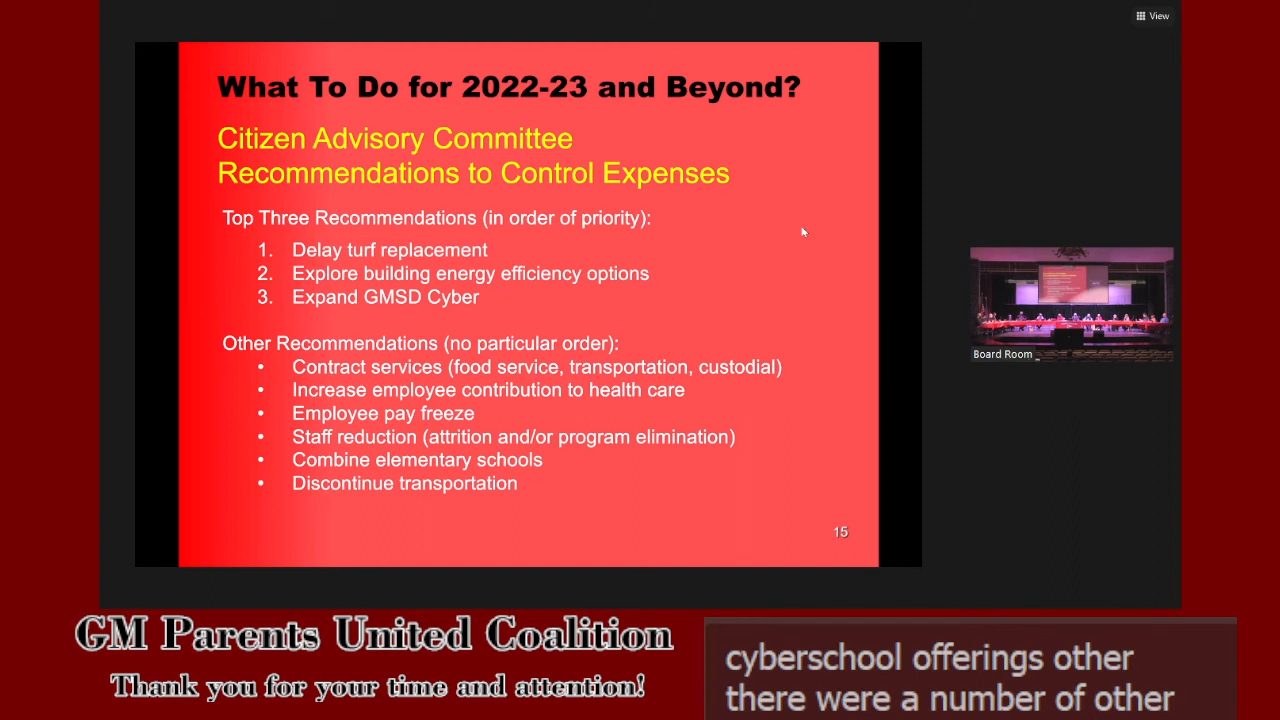 View
What To Do for 2022-23 and Beyond?
Citizen Advisory Committee
Recommendations to Control Expenses
Top Three Recommendations (in order of priority):
1. Delay turf replacement
2. Explore building energy efficiency options
3. Expand GMSD Cyber
Other Recommendations (no particular order):
• Contract services (food service, transportation, custodial)
• Increase employee contribution to health care
• Employee pay freeze
• Staff reduction (attrition and/or program elimination)
• Combine elementary schools
• Discontinue transportation
15
Board Room
GM Parents United Coalition
Thank you for your time and attention!
cyberschool offerings other
there were a number of other